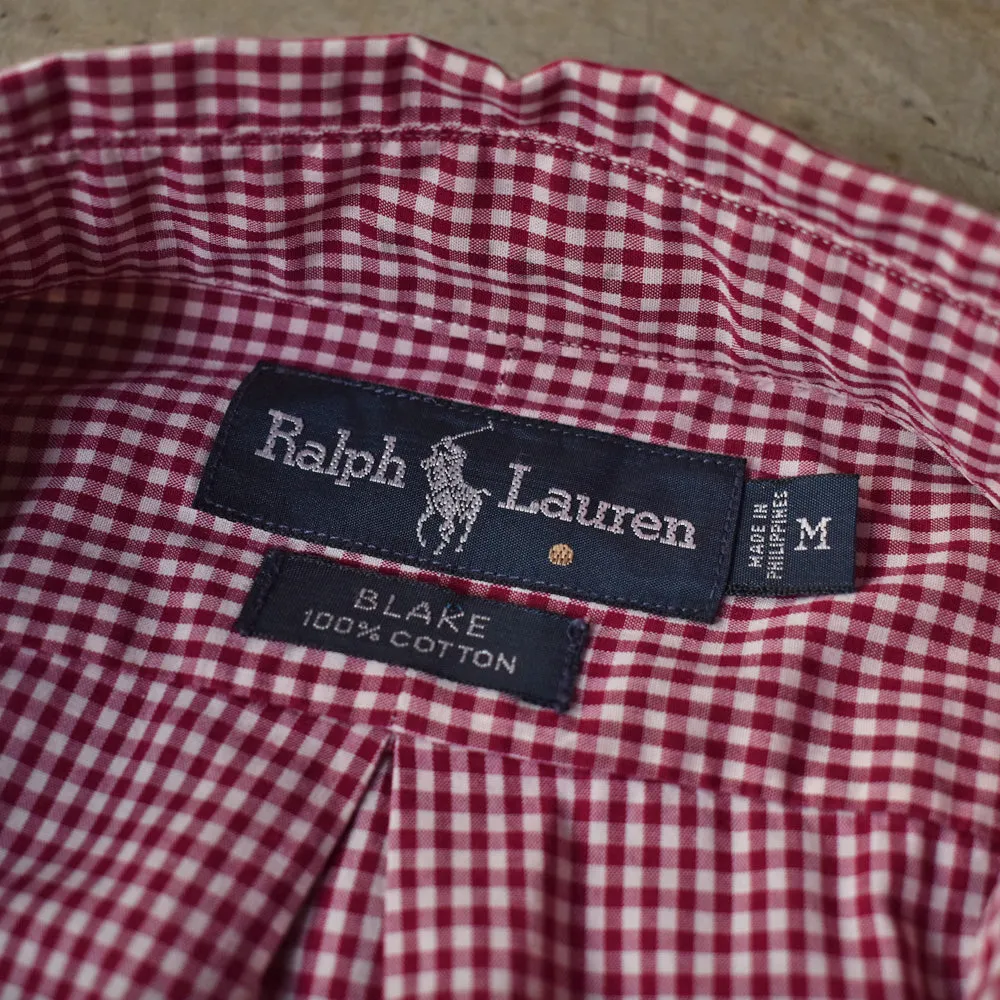 Ralph Lauren
MADE IN
PHILIPPINES
M
BLAKE
100% COTTON